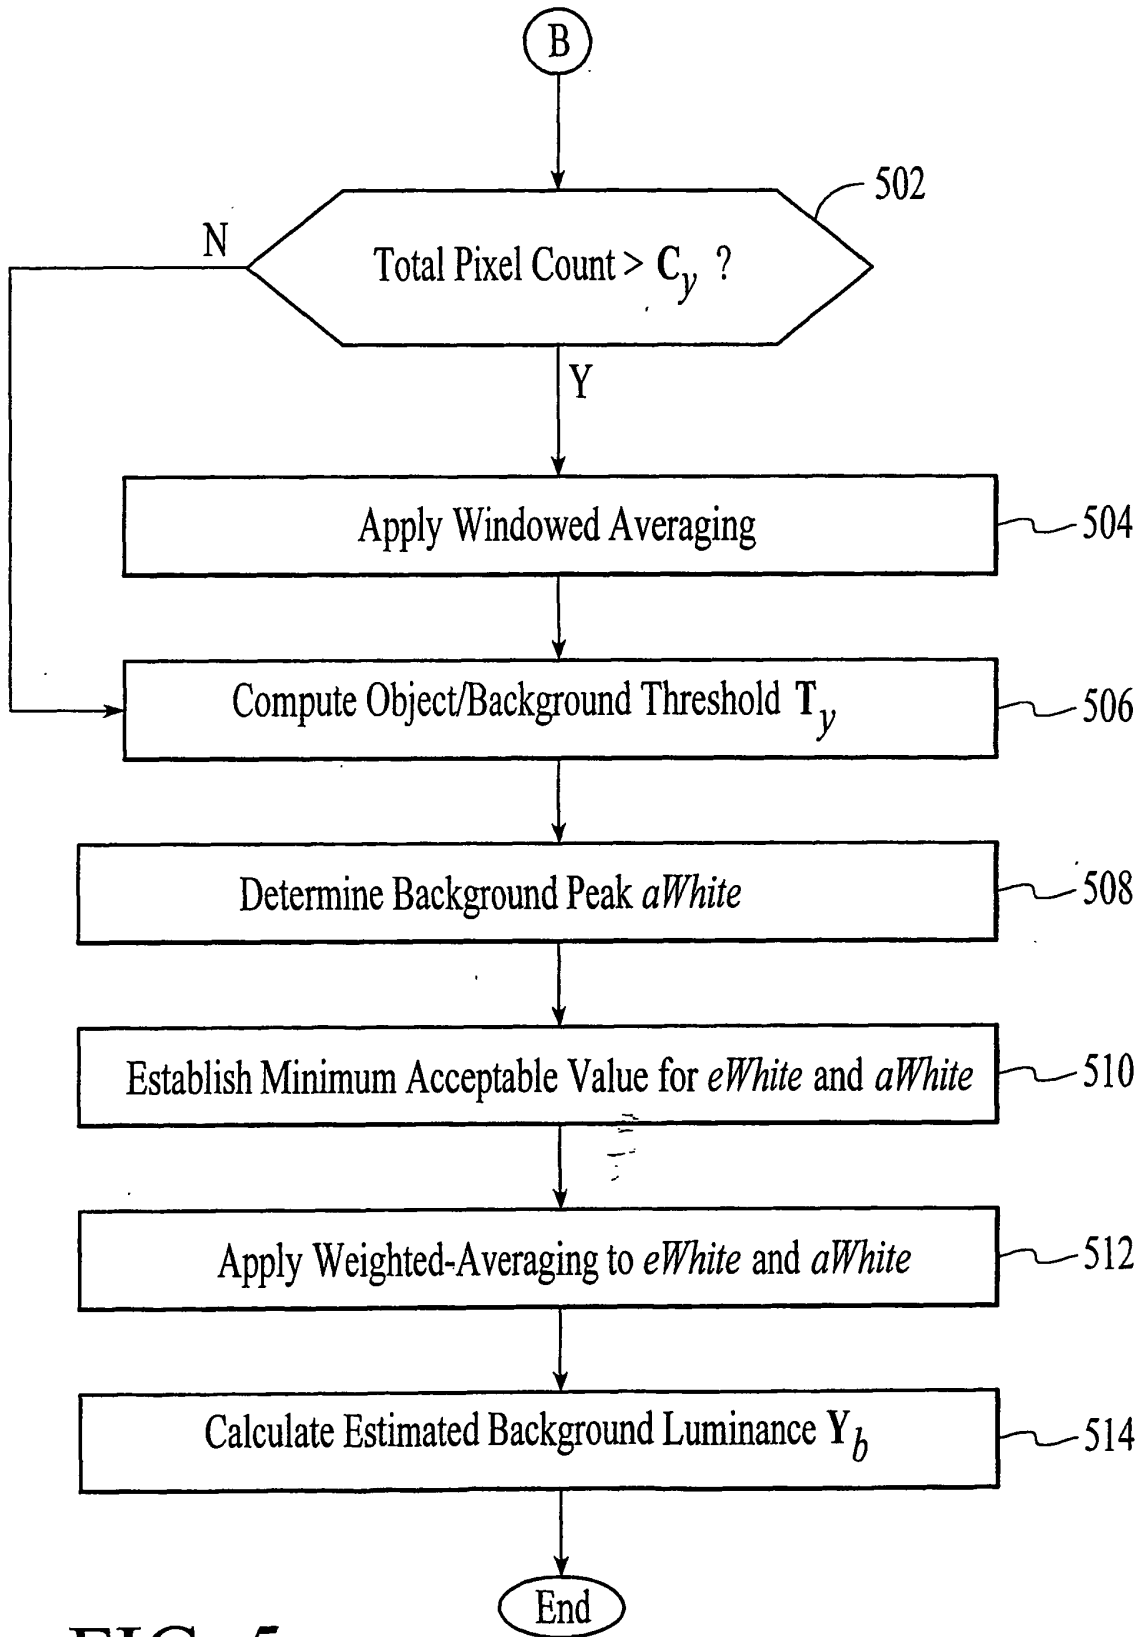 B
502
N
Total Pixel Count > Cy ?
Y
Apply Windowed Averaging
504
Compute Object/Background Threshold Ty
506
Determine Background Peak aWhite
508
Establish Minimum Acceptable Value for eWhite and aWhite
510
Apply Weighted-Averaging to eWhite and aWhite
512
Calculate Estimated Background Luminance Yb
514
End
FIG. 5